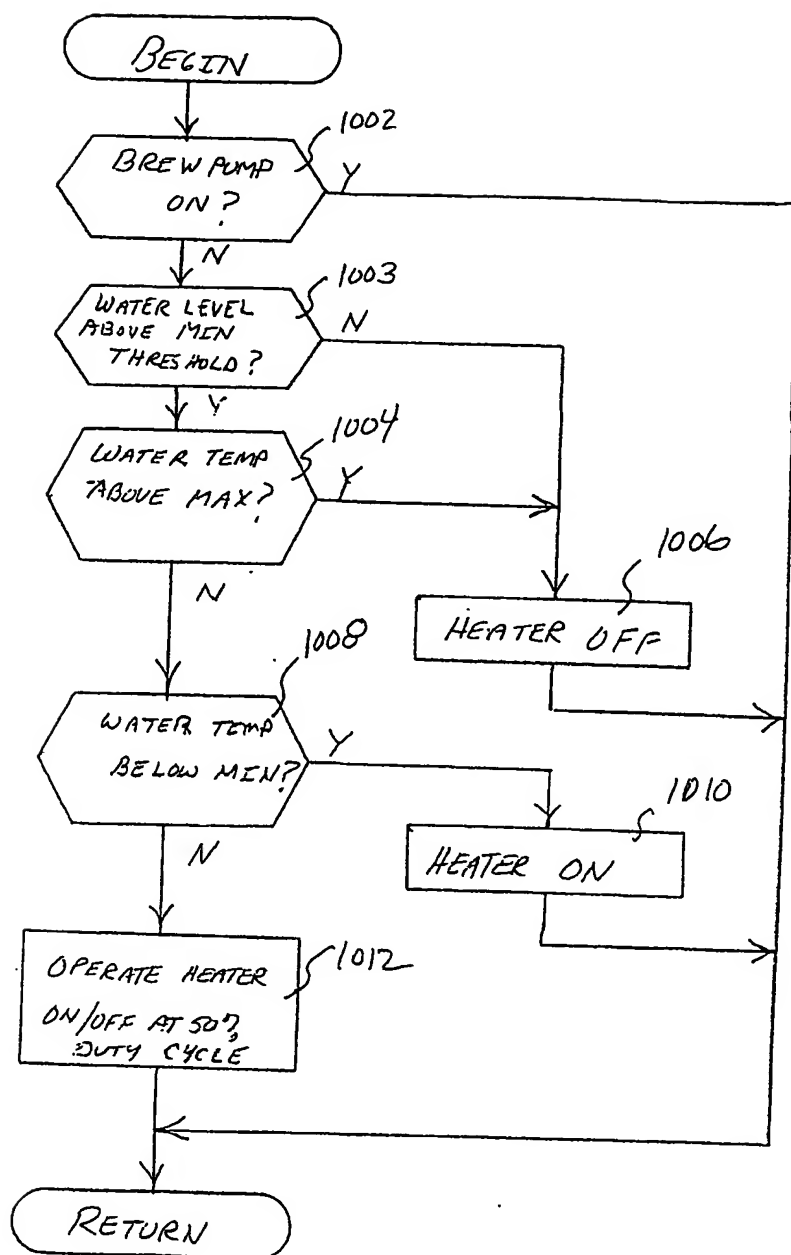 BEGIN
1002
BREW PUMP
ON?
Y
N
1003
WATER LEVEL
ABOVE MIN
THRESHOLD?
N
Y
1004
WATER TEMP
ABOVE MAX?
Y
N
1006
HEATER OFF
1008
WATER TEMP
BELOW MIN?
Y
N
1010
HEATER ON
1012
OPERATE HEATER
ON/OFF AT 50%
DUTY CYCLE
RETURN